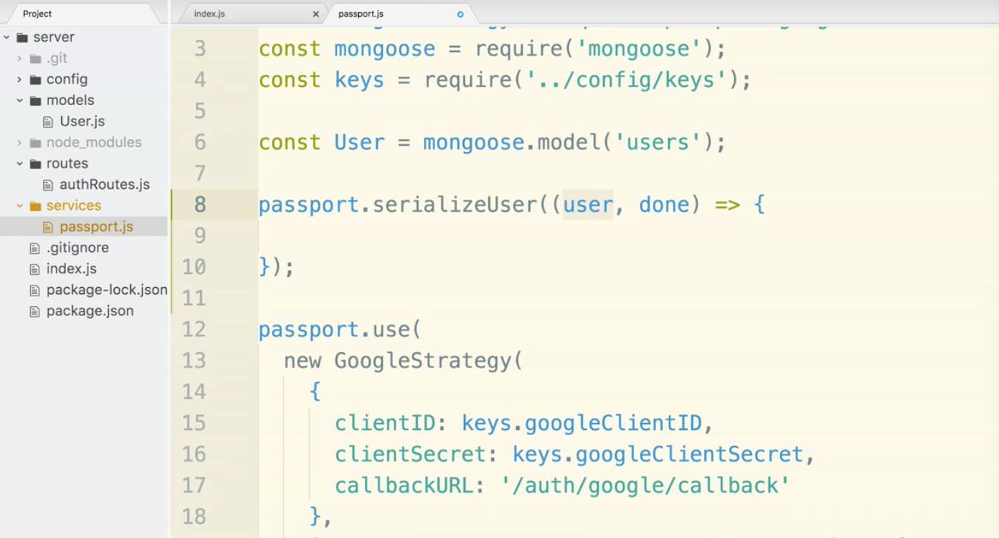 Project
server
.git
config
models
User.js
node_modules
routes
authRoutes.js
services
passport.js
.gitignore
index.js
package-lock.json
package.json
index.js × passport.js
3 const mongoose = require('mongoose');
4 const keys = require('../config/keys');
5
6 const User = mongoose.model('users');
7
8 passport.serializeUser((user, done) => {
9
10 });
11
12 passport.use(
13 new GoogleStrategy(
14 {
15 clientID: keys.googleClientID,
16 clientSecret: keys.googleClientSecret,
17 callbackURL: '/auth/google/callback'
18 },